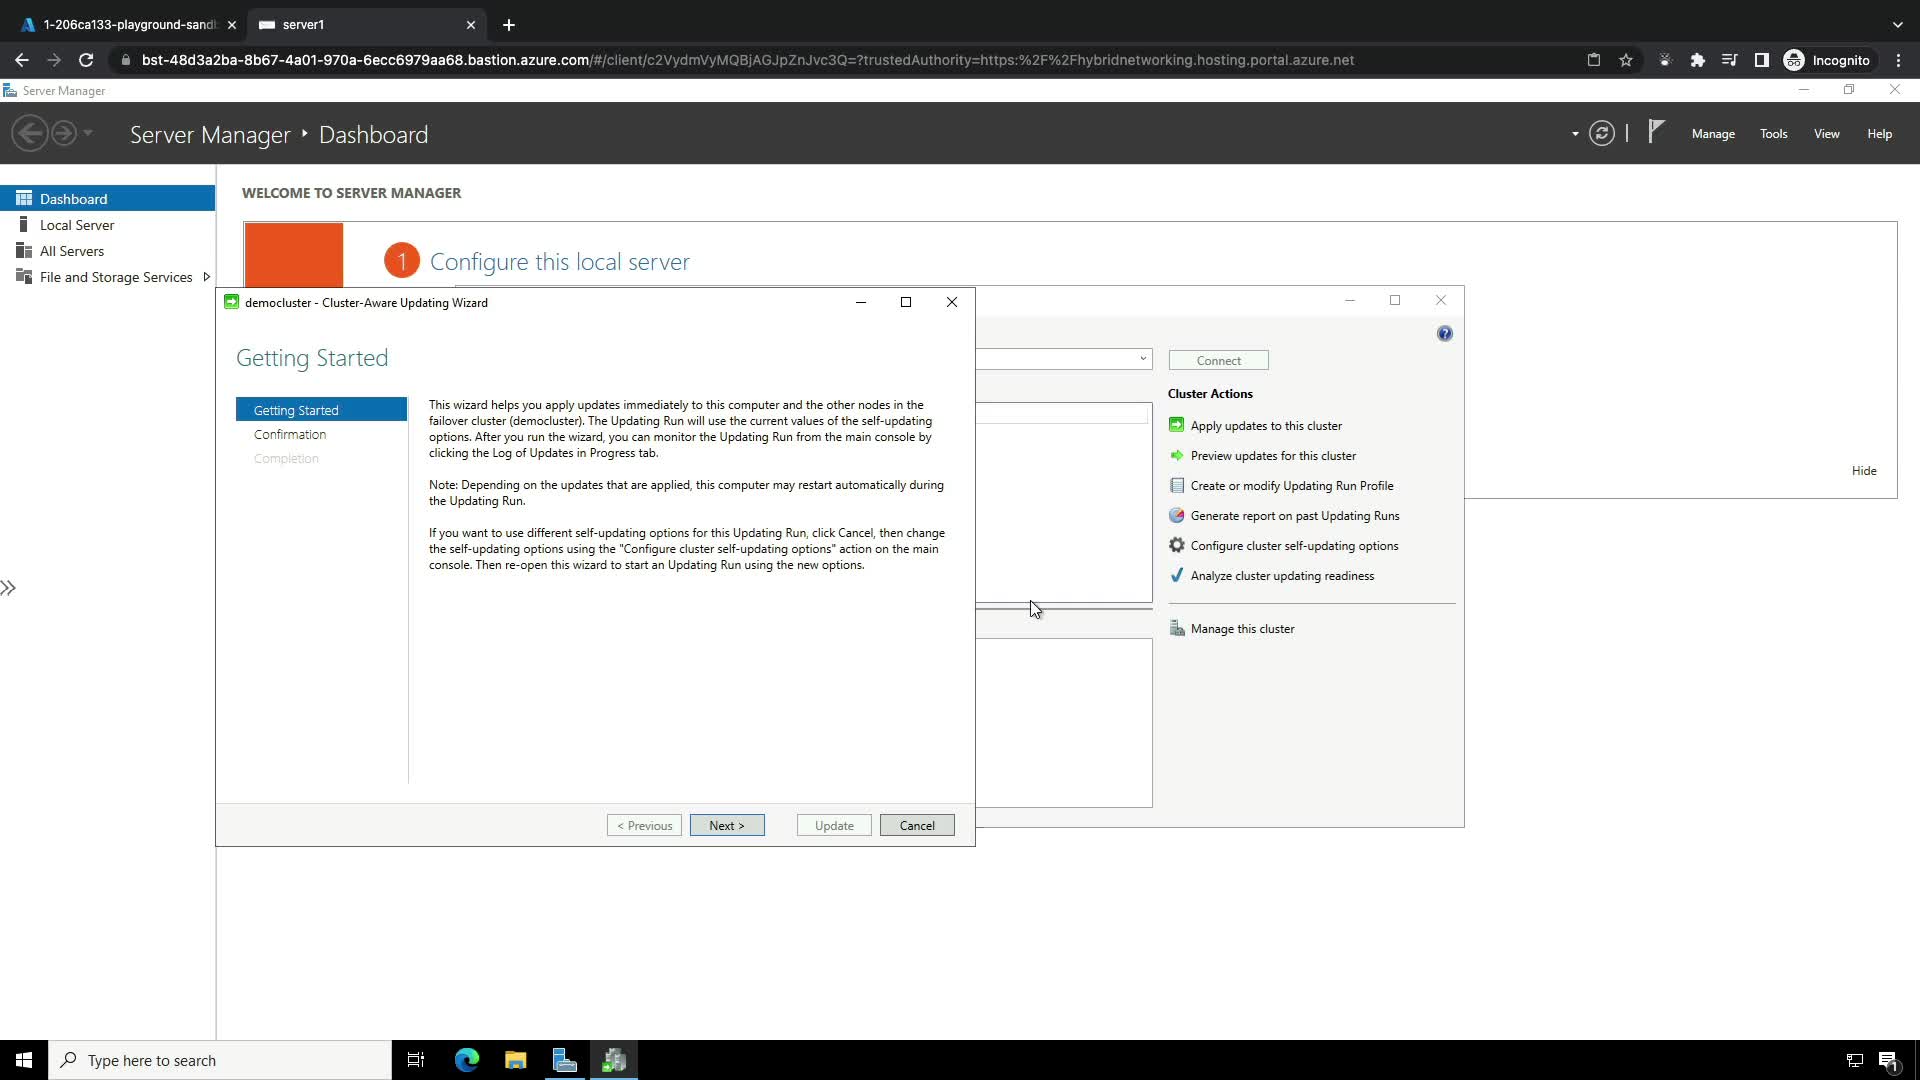 1-206ca133-playground-sand
server1
bst-48d3a2ba-8b67-4a01-970a-6ecc6979aa68.bastion.azure.com/#/client/c2VydmVyMQBjAGJpZnJvc3Q=?trustedAuthority=https:%2F%2Fhybridnetworking.hosting.portal.azure.net
Incognito
Server Manager
Server Manager ‣ Dashboard
Manage
Tools
View
Help
Dashboard
Local Server
All Servers
File and Storage Services
WELCOME TO SERVER MANAGER
1
Configure this local server
Hide
democluster - Cluster-Aware Updating Wizard
Getting Started
Getting Started
Confirmation
Completion
This wizard helps you apply updates immediately to this computer and the other nodes in the
failover cluster (democluster). The Updating Run will use the current values of the self-updating
options. After you run the wizard, you can monitor the Updating Run from the main console by
clicking the Log of Updates in Progress tab.
Note: Depending on the updates that are applied, this computer may restart automatically during
the Updating Run.
If you want to use different self-updating options for this Updating Run, click Cancel, then change
the self-updating options using the "Configure cluster self-updating options" action on the main
console. Then re-open this wizard to start an Updating Run using the new options.
< Previous
Next >
Update
Cancel
Connect
Cluster Actions
Apply updates to this cluster
Preview updates for this cluster
Create or modify Updating Run Profile
Generate report on past Updating Runs
Configure cluster self-updating options
Analyze cluster updating readiness
Manage this cluster
Type here to search
1